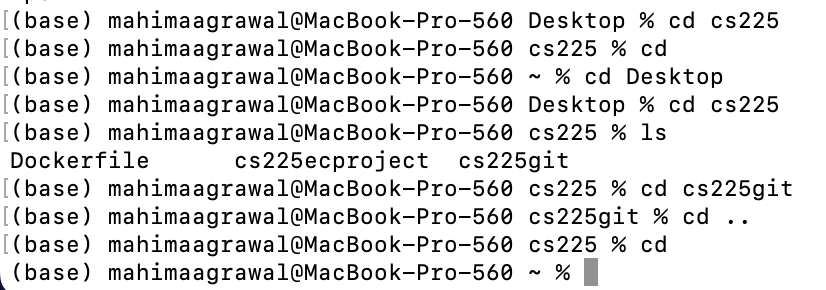 [(base) mahimaagrawal@MacBook-Pro-560 Desktop % cd cs225
[(base) mahimaagrawal@MacBook-Pro-560 cs225 % cd
[(base) mahimaagrawal@MacBook-Pro-560 ~ % cd Desktop
[(base) mahimaagrawal@MacBook-Pro-560 Desktop % cd cs225
[(base) mahimaagrawal@MacBook-Pro-560 cs225 % ls
Dockerfile      cs225ecproject  cs225git
[(base) mahimaagrawal@MacBook-Pro-560 cs225 % cd cs225git
[(base) mahimaagrawal@MacBook-Pro-560 cs225git % cd ..
[(base) mahimaagrawal@MacBook-Pro-560 cs225 % cd
(base) mahimaagrawal@MacBook-Pro-560 ~ %